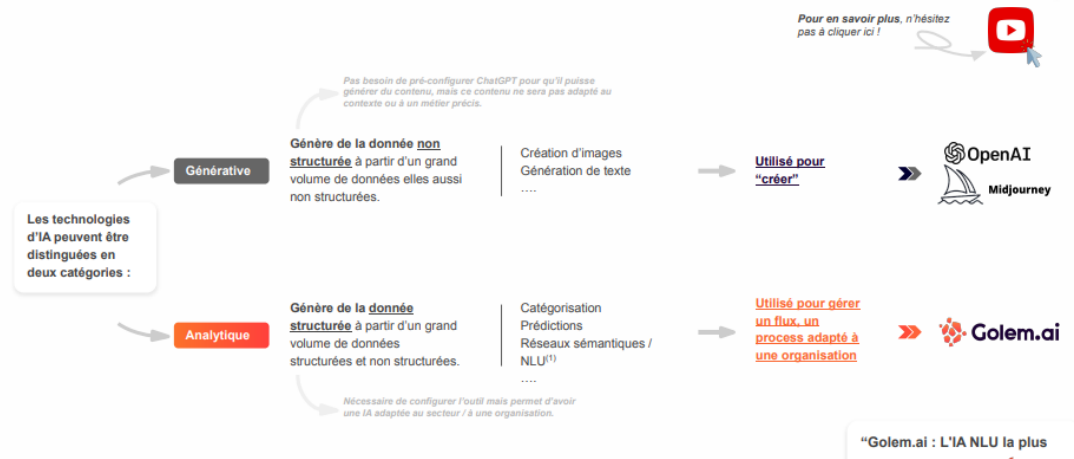 Pour en savoir plus, n'hésitez
pas à cliquer ici !
Pas besoin de pré-configurer ChatGPT pour qu'il puisse
générer du contenu, mais ce contenu ne sera pas adapté au
contexte ou à un métier précis.
Les technologies
d'IA peuvent être
distinguées en
deux catégories :
Générative
Génère de la donnée non
structurée à partir d'un grand
volume de données elles aussi
non structurées.
Création d'images
Génération de texte
....
Utilisé pour
“créer”
OpenAI
Midjourney
Analytique
Génère de la donnée
structurée à partir d'un grand
volume de données
structurées et non structurées.
Catégorisation
Prédictions
Réseaux sémantiques /
NLU(1)
....
Utilisé pour gérer
un flux, un
process adapté à
une organisation
Golem.ai
Nécessaire de configurer l'outil mais permet d'avoir
une IA adaptée au secteur / à une organisation.
“Golem.ai : L'IA NLU la plus